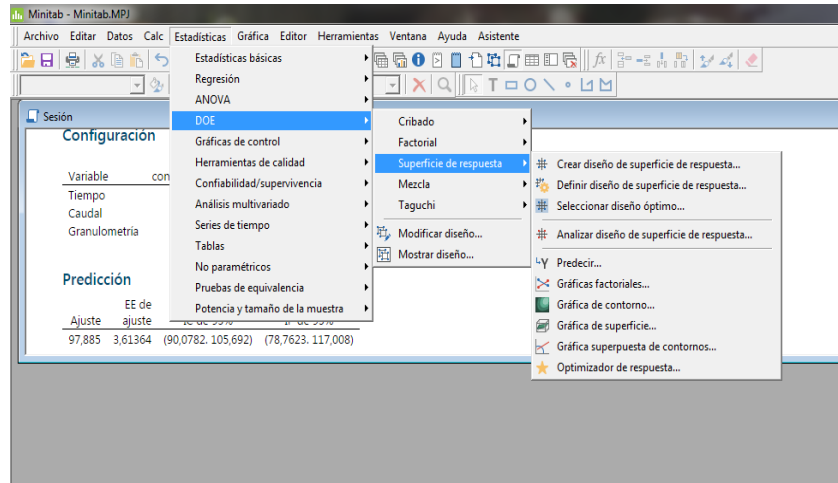 Minitab - Minitab.MPJ
Archivo Editar Datos Calc Estadísticas Gráfica Editor Herramientas Ventana Ayuda Asistente
Sesión
Configuración
Variable con
Tiempo
Caudal
Granulometría
Predicción
EE de
Ajuste ajuste
97,885 3,61364 (90,0782. 105,692) (78,7623. 117,008)
Estadísticas básicas
Regresión
ANOVA
DOE
Gráficas de control
Herramientas de calidad
Confiabilidad/supervivencia
Análisis multivariado
Series de tiempo
Tablas
No paramétricos
Pruebas de equivalencia
Potencia y tamaño de la muestra
Cribado
Factorial
Superficie de respuesta
Mezcla
Taguchi
Modificar diseño...
Mostrar diseño...
Crear diseño de superficie de respuesta...
Definir diseño de superficie de respuesta...
Seleccionar diseño óptimo...
Analizar diseño de superficie de respuesta...
Predecir...
Gráficas factoriales...
Gráfica de contorno...
Gráfica de superficie...
Gráfica superpuesta de contornos...
Optimizador de respuesta...